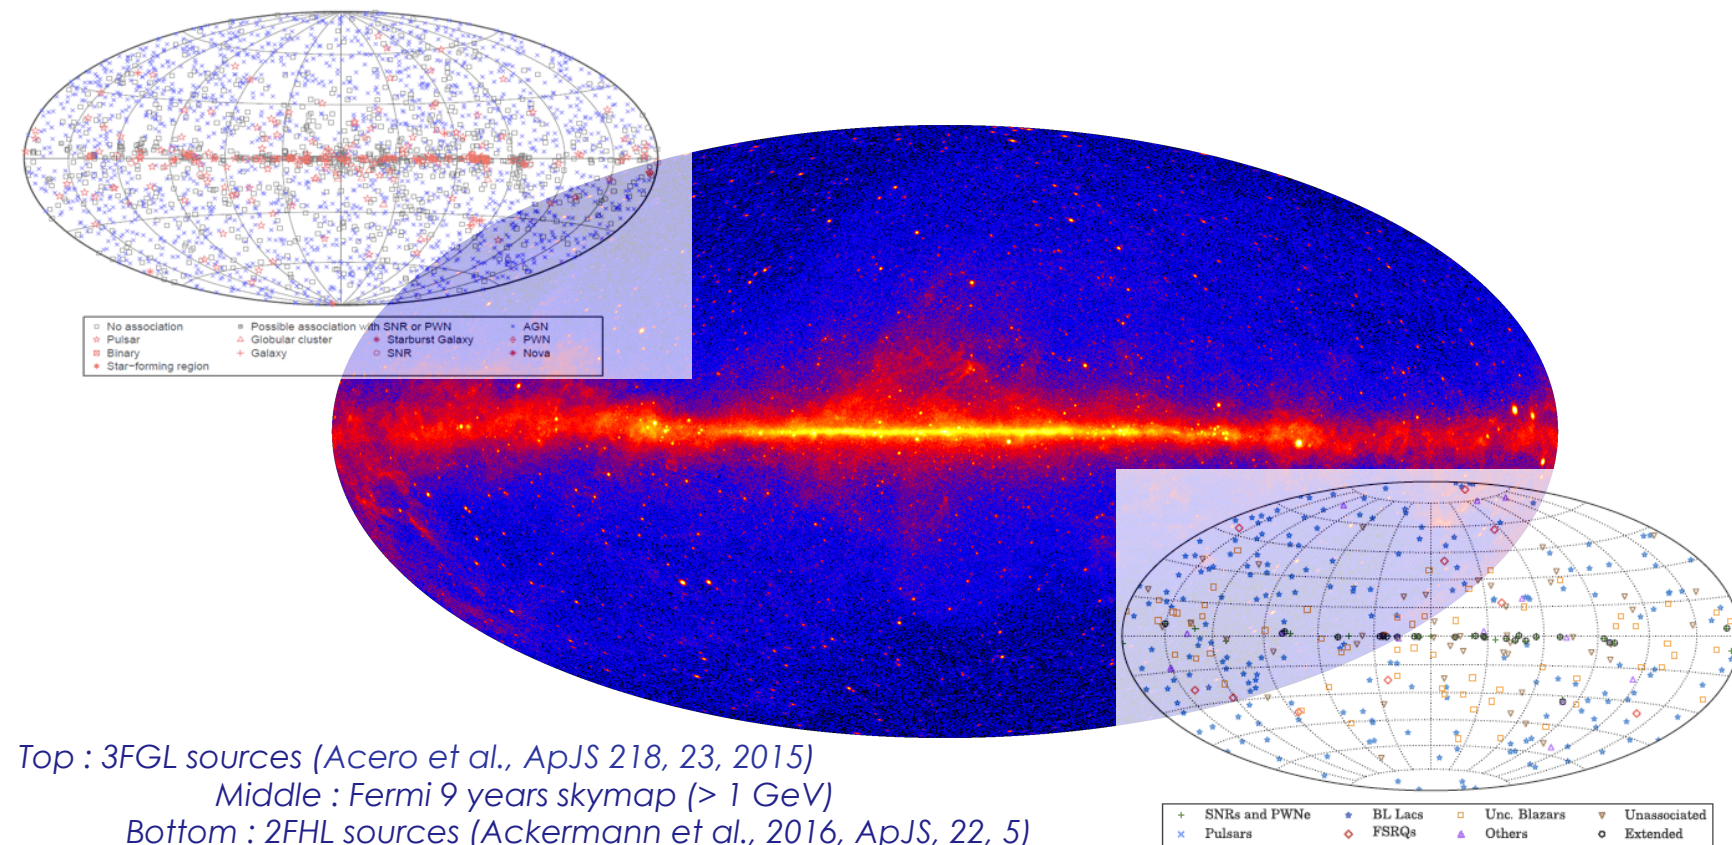 No association Possible association with SNR or PWN AGN
Pulsar Globular cluster Starburst Galaxy PWN
Binary Galaxy SNR Nova
Star-forming region
Top : 3FGL sources (Acero et al., ApJS 218, 23, 2015)
Middle : Fermi 9 years skymap (> 1 GeV)
Bottom : 2FHL sources (Ackermann et al., 2016, ApJS, 22, 5)
SNRs and PWNe BL Lacs Unc. Blazars Unassociated
Pulsars FSRQs Others Extended